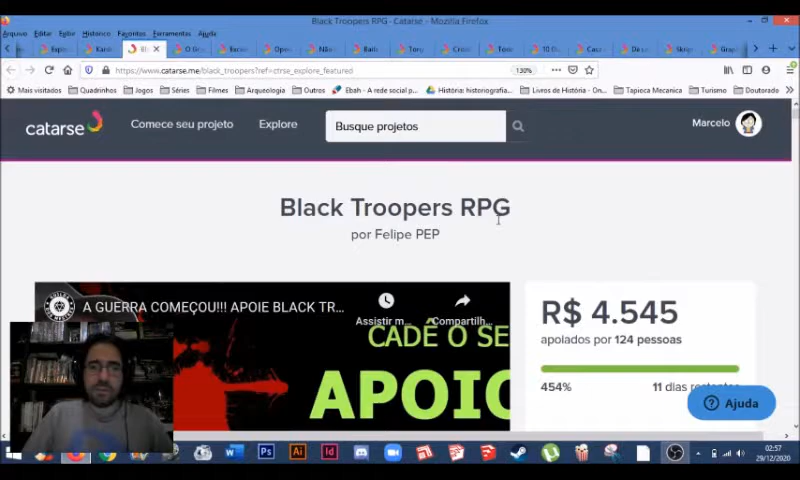 Black Troopers RPG - Catarse - Mozilla Firefox
Arquivo Editar Exibir Histórico Favoritos Ferramentas Ajuda
https://www.catarse.me/black_troopers?ref=ctrse_explore_featured
130%
Mais visitados Quadrinhos Jogos Séries Filmes Arqueologia Outros Ebah - A rede social p... História: historiografia... Livros de História - On... Tapioca Mecanica Turismo Doutorado
catarse Comece seu projeto Explore Busque projetos Marcelo
Black Troopers RPG
por Felipe PEP
A GUERRA COMEÇOU!!! APOIE BLACK TR...
Assistir m... Compartilh...
CADÊ O SE
APOIO
R$ 4.545
apoiados por 124 pessoas
454% 11 dias restantes
Ajuda
02:57
29/12/2020